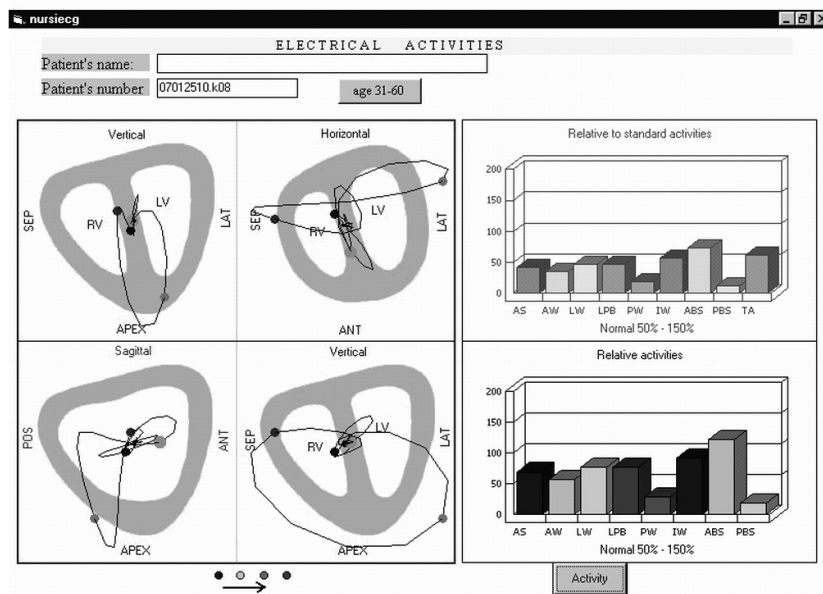 nursiecg
ELECTRICAL ACTIVITIES
Patient's name:
Patient's number 07012510.k08 age 31-60
Vertical
SEP
RV
LV
LAT
APEX
Horizontal
SEP
RV
LV
LAT
ANT
Relative to standard activities
200
150
100
50
0
AS AW LW LPB PW IW ABS PBS TA
Normal 50% - 150%
Sagittal
POS
ANT
APEX
Vertical
SEP
RV
LV
LAT
APEX
Relative activities
200
150
100
50
0
AS AW LW LPB PW IW ABS PBS
Normal 50% - 150%
Activity